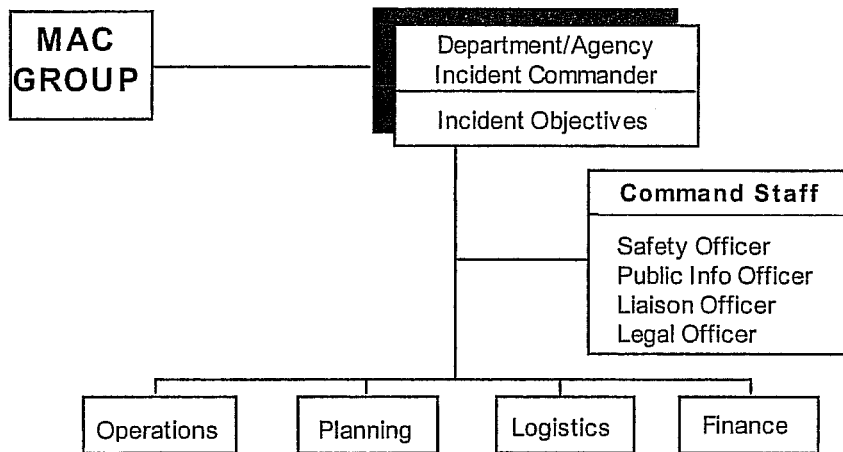 MAC
GROUP
Department/Agency
Incident Commander
Incident Objectives
Command Staff
Safety Officer
Public Info Officer
Liaison Officer
Legal Officer
Operations
Planning
Logistics
Finance